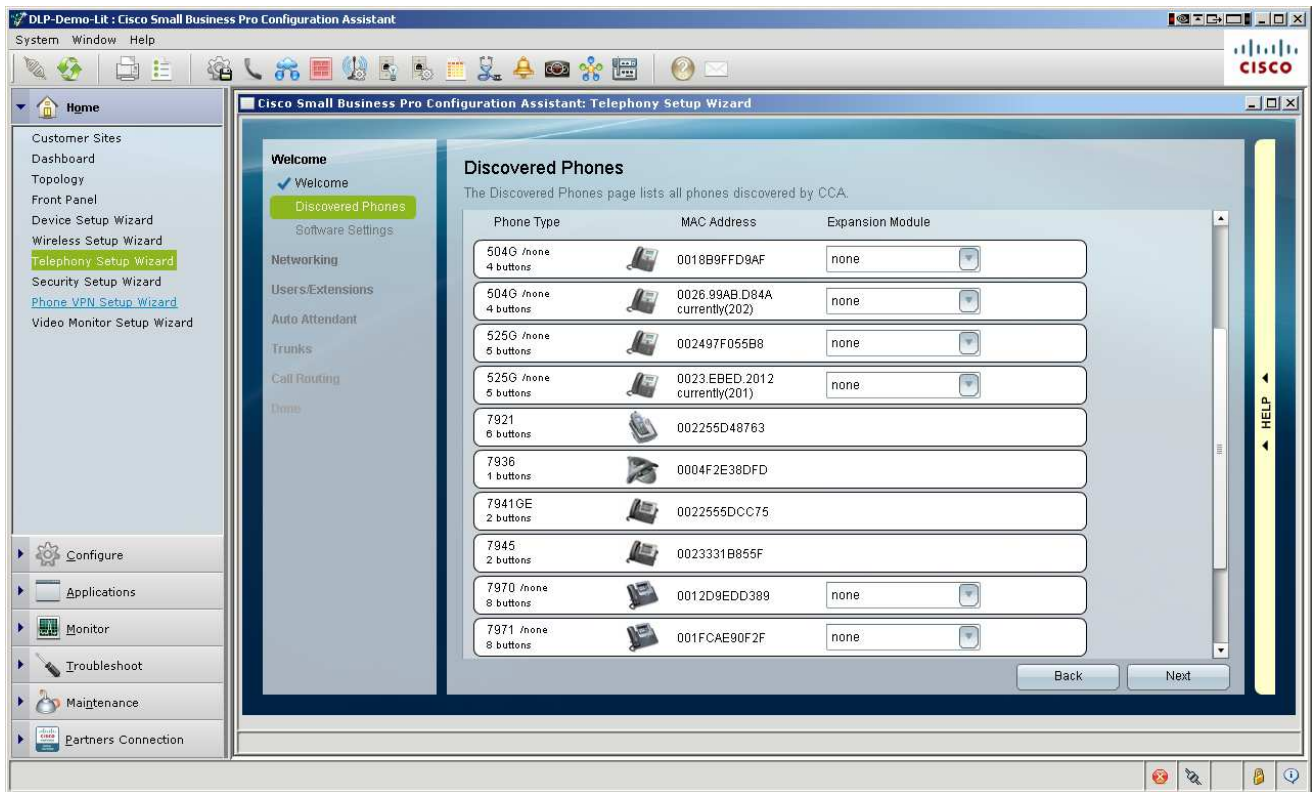 DLP-Demo-Lit : Cisco Small Business Pro Configuration Assistant
System Window Help
CISCO
Home
Customer Sites
Dashboard
Topology
Front Panel
Device Setup Wizard
Wireless Setup Wizard
Telephony Setup Wizard
Security Setup Wizard
Phone VPN Setup Wizard
Video Monitor Setup Wizard
Configure
Applications
Monitor
Troubleshoot
Maintenance
Partners Connection
Cisco Small Business Pro Configuration Assistant: Telephony Setup Wizard
Welcome
Welcome
Discovered Phones
Software Settings
Networking
Users/Extensions
Auto Attendant
Trunks
Call Routing
Done
Discovered Phones
The Discovered Phones page lists all phones discovered by CCA.
Phone Type MAC Address Expansion Module
504G /none
4 buttons
0018B9FFD9AF
none
504G /none
4 buttons
0026.99AB.D84A
currently(202)
none
525G /none
5 buttons
002497F055B8
none
525G /none
5 buttons
0023.EBED.2012
currently(201)
none
7921
6 buttons
002255D48763
7936
1 buttons
0004F2E38DFD
7941GE
2 buttons
0022555DCC75
7945
2 buttons
0023331B855F
7970 /none
8 buttons
0012D9EDD389
none
7971 /none
8 buttons
001FCAE90F2F
none
Back Next
HELP